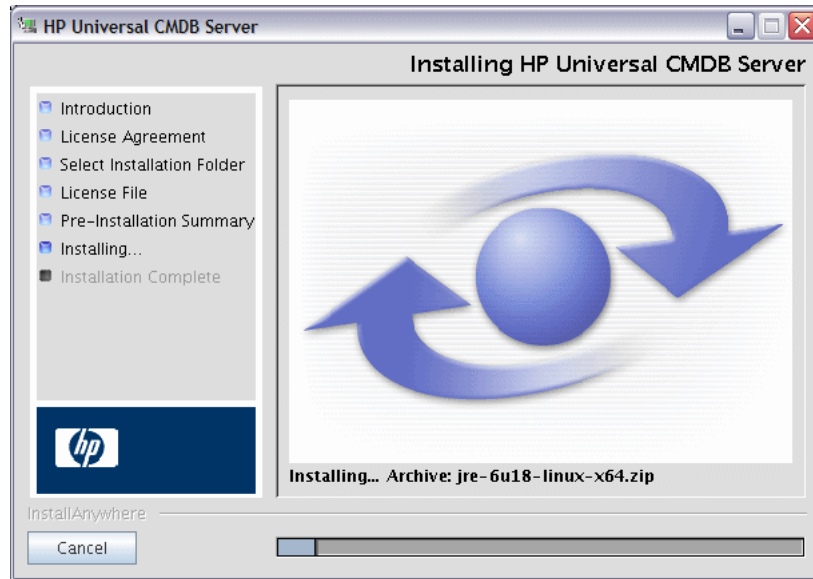 HP Universal CMDB Server
Installing HP Universal CMDB Server
Introduction
License Agreement
Select Installation Folder
License File
Pre-Installation Summary
Installing...
Installation Complete
hp
Installing... Archive: jre-6u18-linux-x64.zip
InstallAnywhere
Cancel